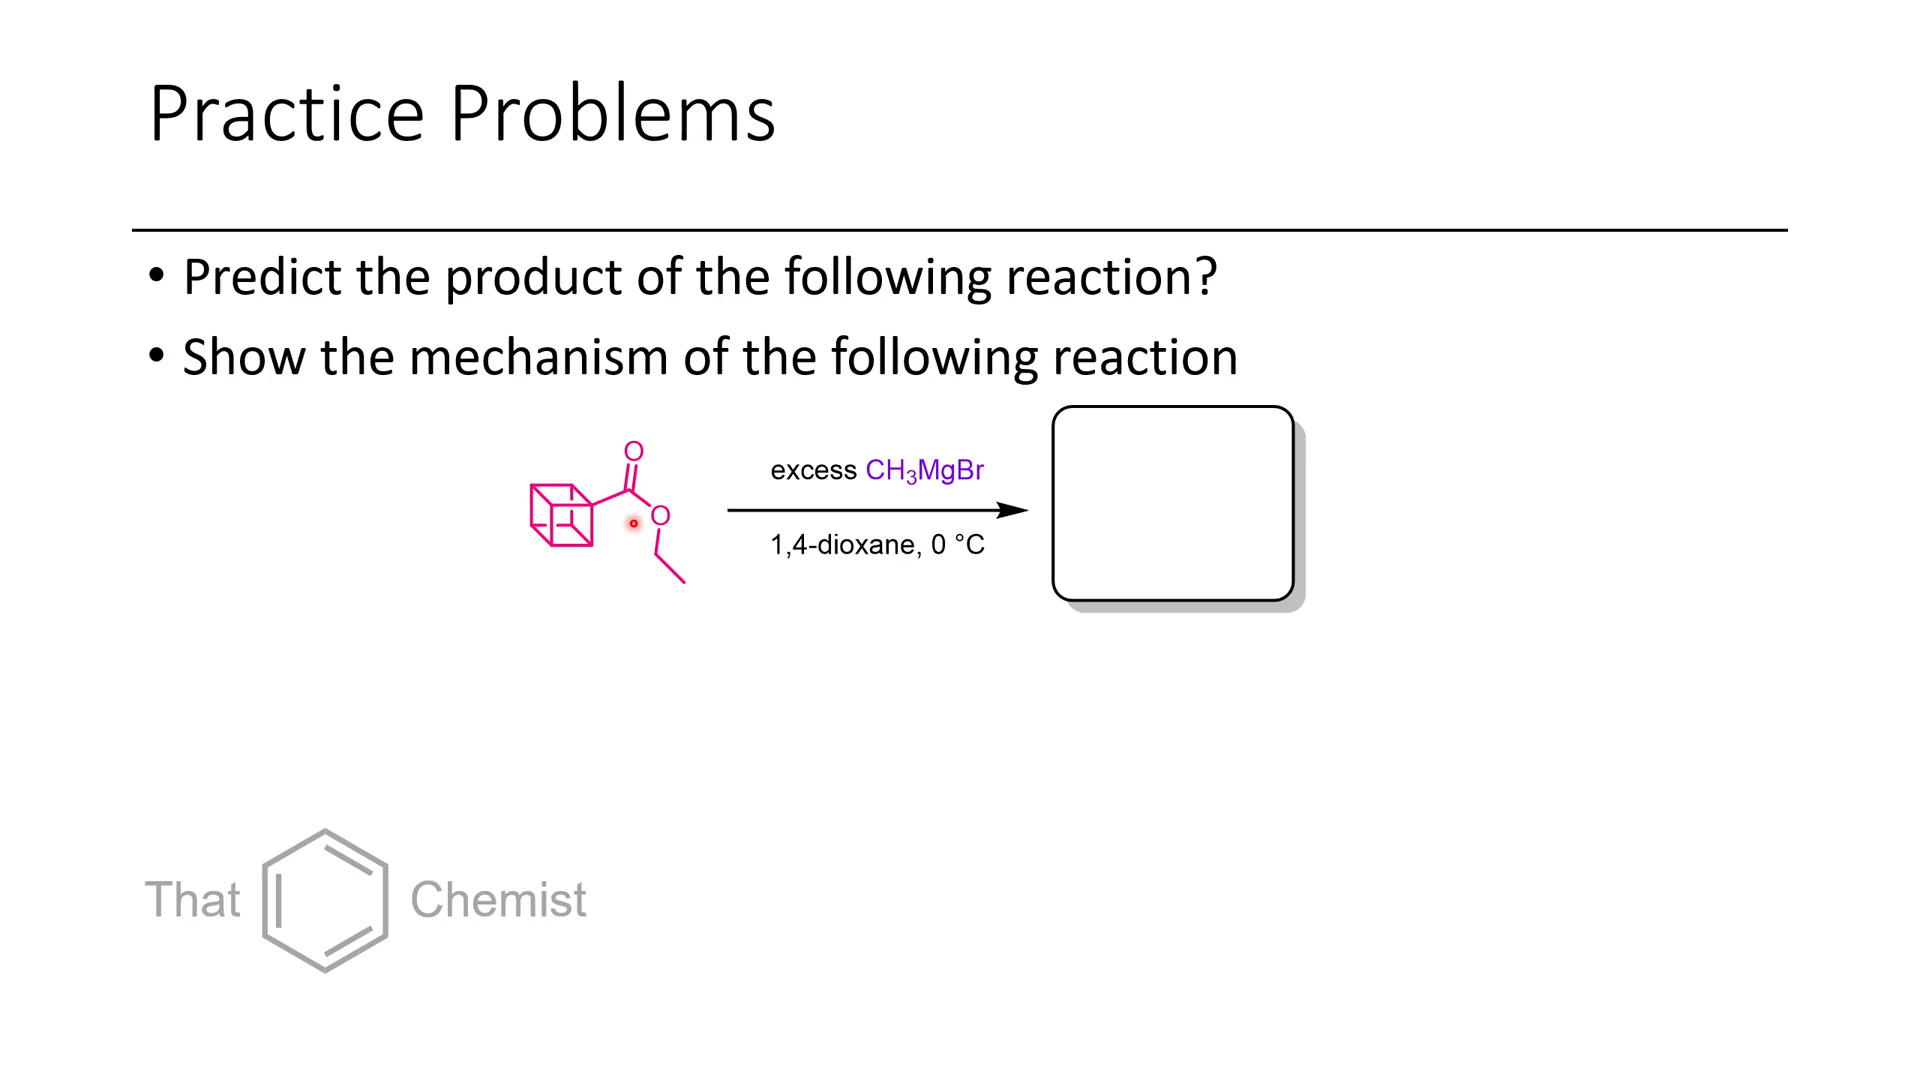 Practice Problems
• Predict the product of the following reaction?
• Show the mechanism of the following reaction
O
O
excess CH₃MgBr
1,4-dioxane, 0 °C
That Chemist